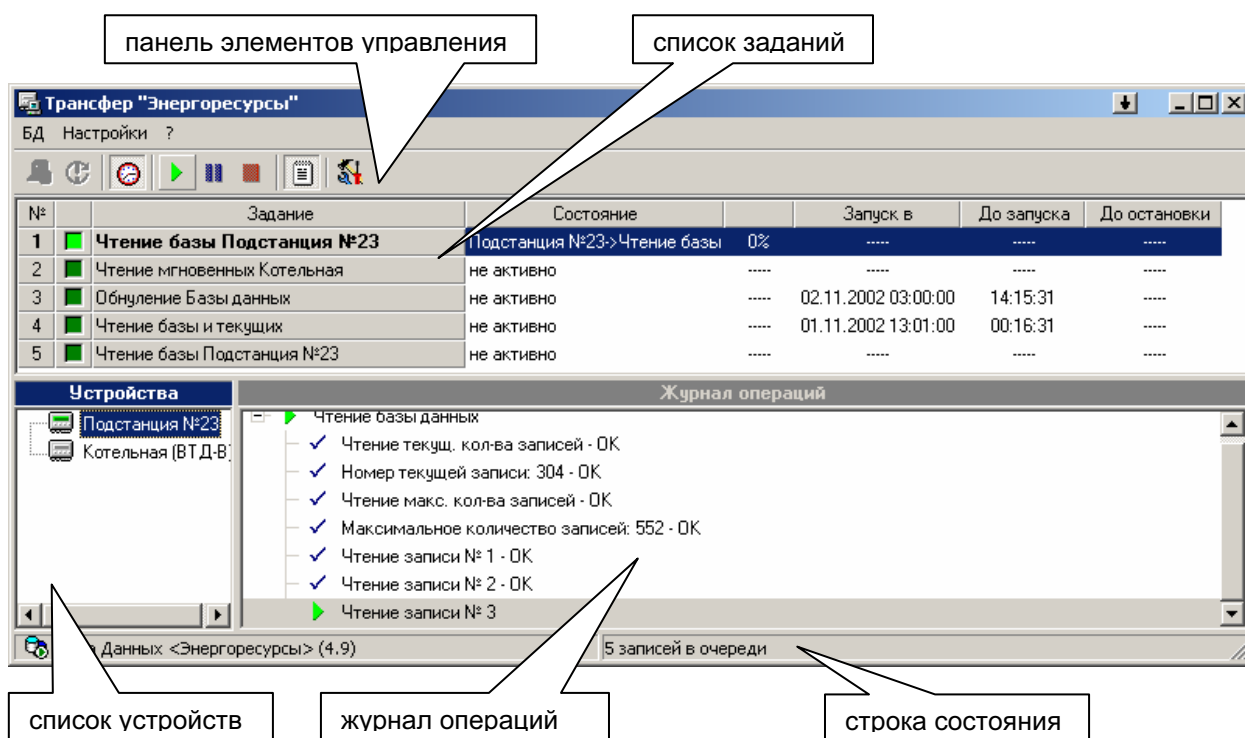 панель элементов управления
список заданий
Трансфер "Энергоресурсы"
БД Настройки ?
№ Задание Состояние Запуск в До запуска До остановки
1 Чтение базы Подстанция №23 Подстанция №23->Чтение базы 0% ----- ----- -----
2 Чтение мгновенных Котельная не активно ----- ----- ----- -----
3 Обнуление Базы данных не активно ----- 02.11.2002 03:00:00 14:15:31 -----
4 Чтение базы и текущих не активно ----- 01.11.2002 13:01:00 00:16:31 -----
5 Чтение базы Подстанция №23 не активно ----- ----- ----- -----
Устройства
Подстанция №23
Котельная (ВТД-В)
Журнал операций
Чтение базы данных
Чтение текущ. кол-ва записей - OK
Номер текущей записи: 304 - OK
Чтение макс. кол-ва записей - OK
Максимальное количество записей: 552 - OK
Чтение записи № 1 - OK
Чтение записи № 2 - OK
Чтение записи № 3
Данных <Энергоресурсы> (4.9)
5 записей в очереди
список устройств
журнал операций
строка состояния